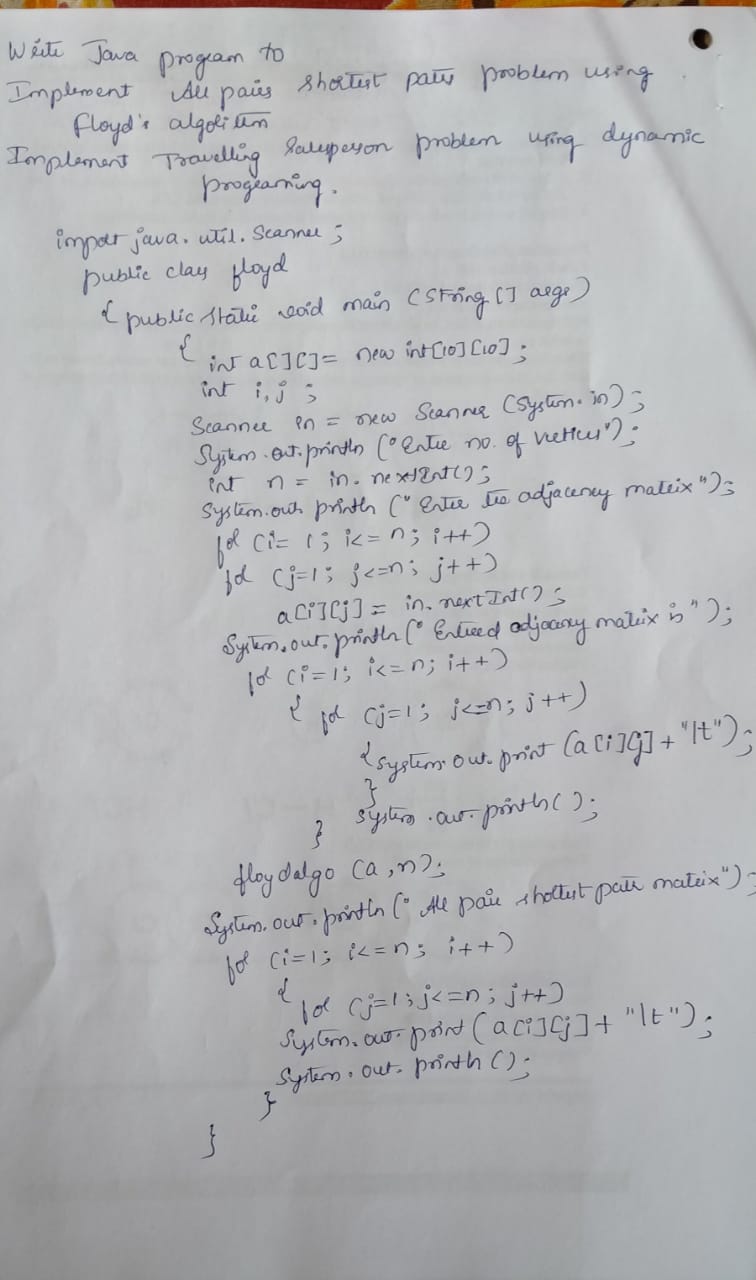 Write Java program to
Implement All pairs shortest paths problem using
Floyd's algorithm
Implement Travelling Salesperson problem using dynamic
programing.
import java. util. Scanner ;
public class floyd
{ public static void main (String [] args)
{ int a[][]= new int[10][10] ;
int i, j ;
Scanner in = new Scanner (System. in) ;
System. out. println ("Enter no. of vertices") ;
int n = in. nextInt() ;
System. out. println (" Enter the adjacency matrix ") ;
for (i= 1 ; i<= n ; i++)
for (j=1 ; j<=n ; j++)
a[i][j] = in. nextInt() ;
System. out. println (" Entered adjacency matrix is ") ;
for (i=1 ; i<= n ; i++)
{ for (j=1 ; j<=n ; j++)
{ System. out. print (a[i][j] + "\t") ;
}
System . out. println ( ) ;
}
floydalgo (a ,n) ;
System. out . println (" All pair shortest path matrix") ;
for (i=1 ; i<=n ; i++)
{
for (j=1 ; j<=n ; j++)
System. out. print (a[i][j] + "\t ") ;
System. out. println () ;
}
}